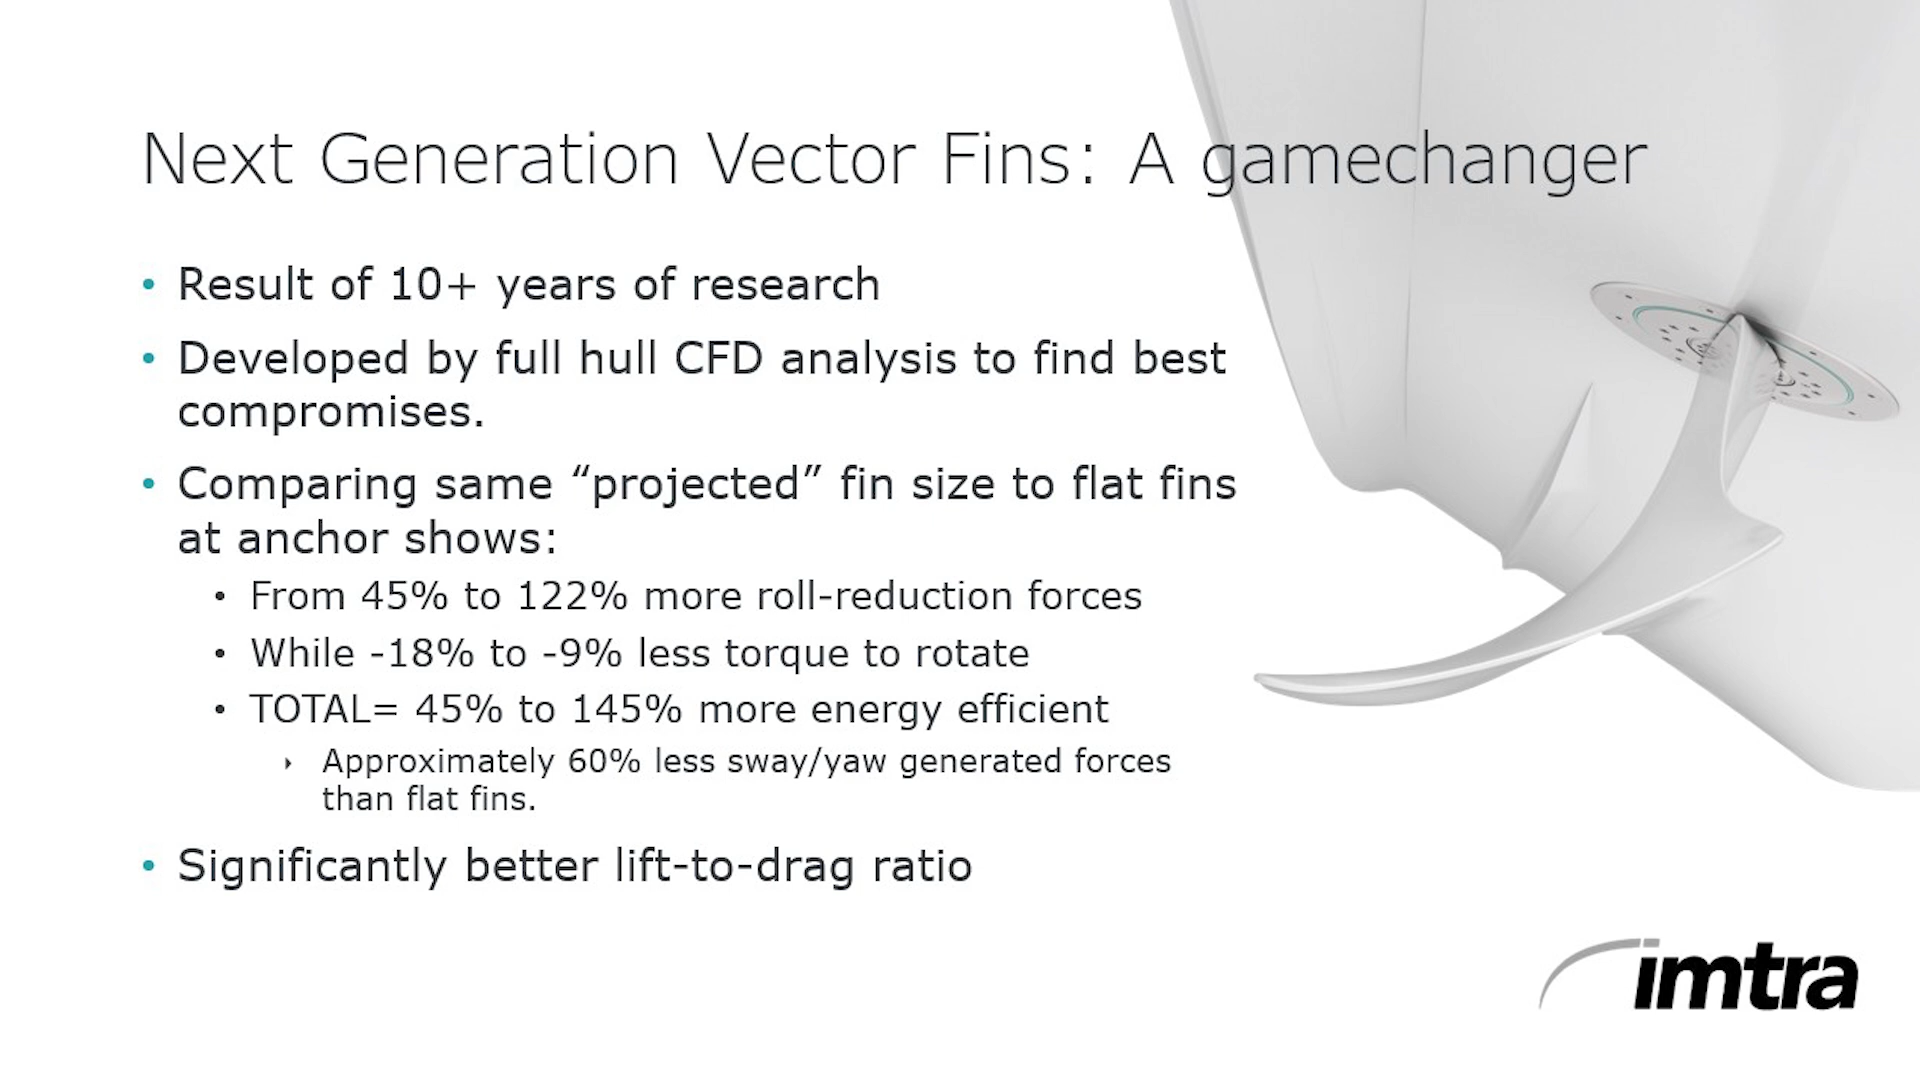 Next Generation Vector Fins: A gamechanger
• Result of 10+ years of research
• Developed by full hull CFD analysis to find best
compromises.
• Comparing same “projected” fin size to flat fins
at anchor shows:
• From 45% to 122% more roll-reduction forces
• While -18% to -9% less torque to rotate
• TOTAL= 45% to 145% more energy efficient
‣ Approximately 60% less sway/yaw generated forces
than flat fins.
• Significantly better lift-to-drag ratio
imtra